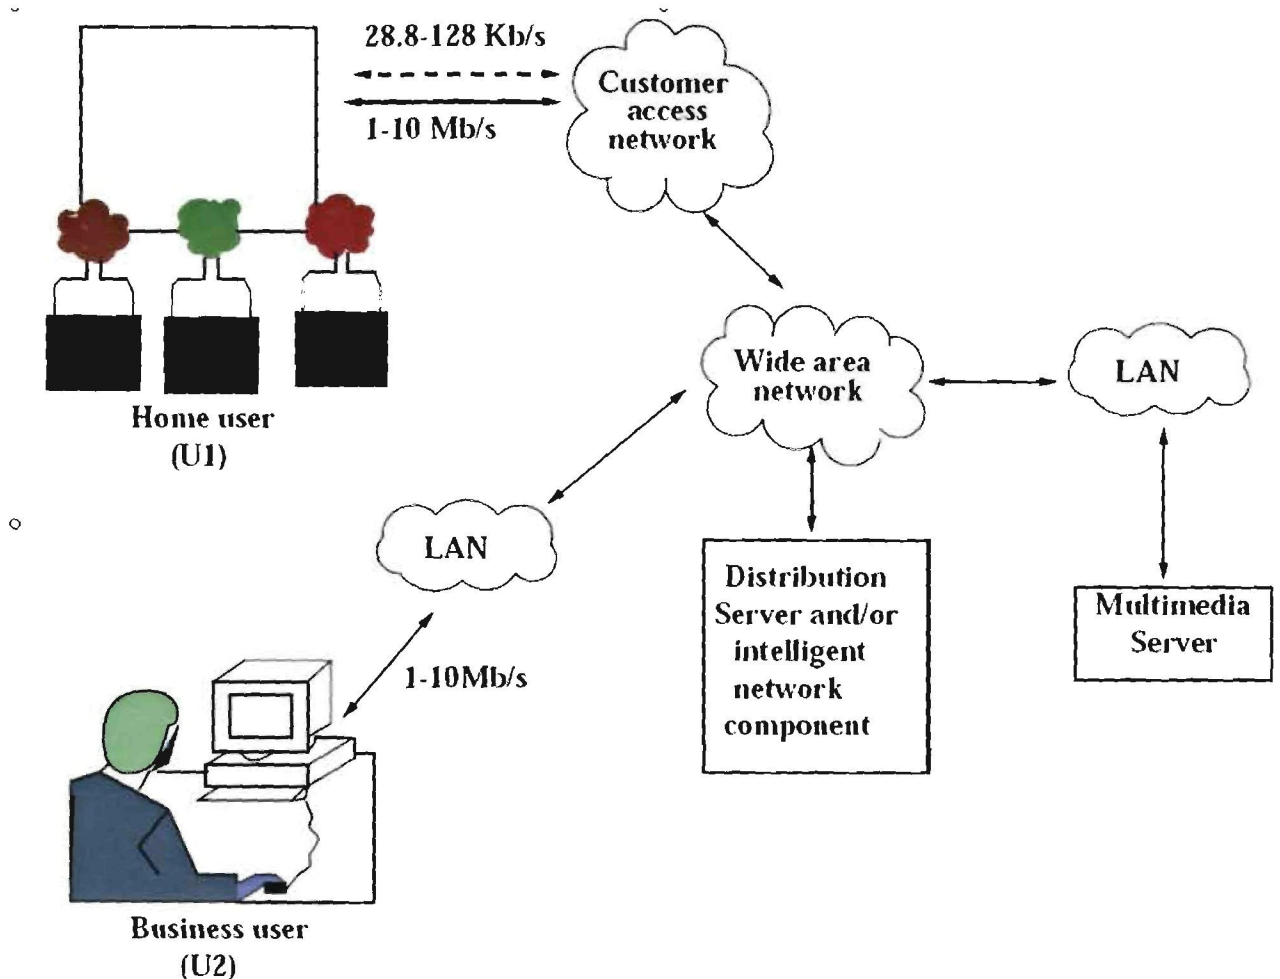 28.8-128 Kb/s
1-10 Mb/s
Customer
access
network
Home user
(U1)
Wide area
network
LAN
LAN
1-10Mb/s
Distribution
Server and/or
intelligent
network
component
Multimedia
Server
Business user
(U2)